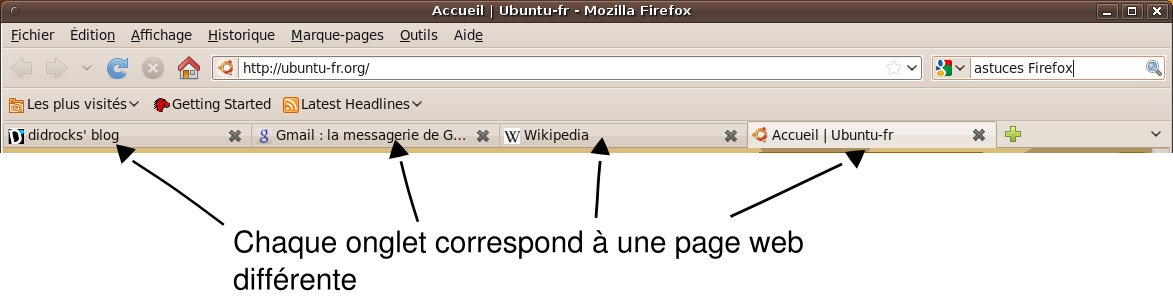 Accueil | Ubuntu-fr - Mozilla Firefox
Fichier Édition Affichage Historique Marque-pages Outils Aide
http://ubuntu-fr.org/ astuces Firefox
Les plus visités Getting Started Latest Headlines
didrocks' blog Gmail : la messagerie de G... Wikipedia Accueil | Ubuntu-fr
Chaque onglet correspond à une page web
différente